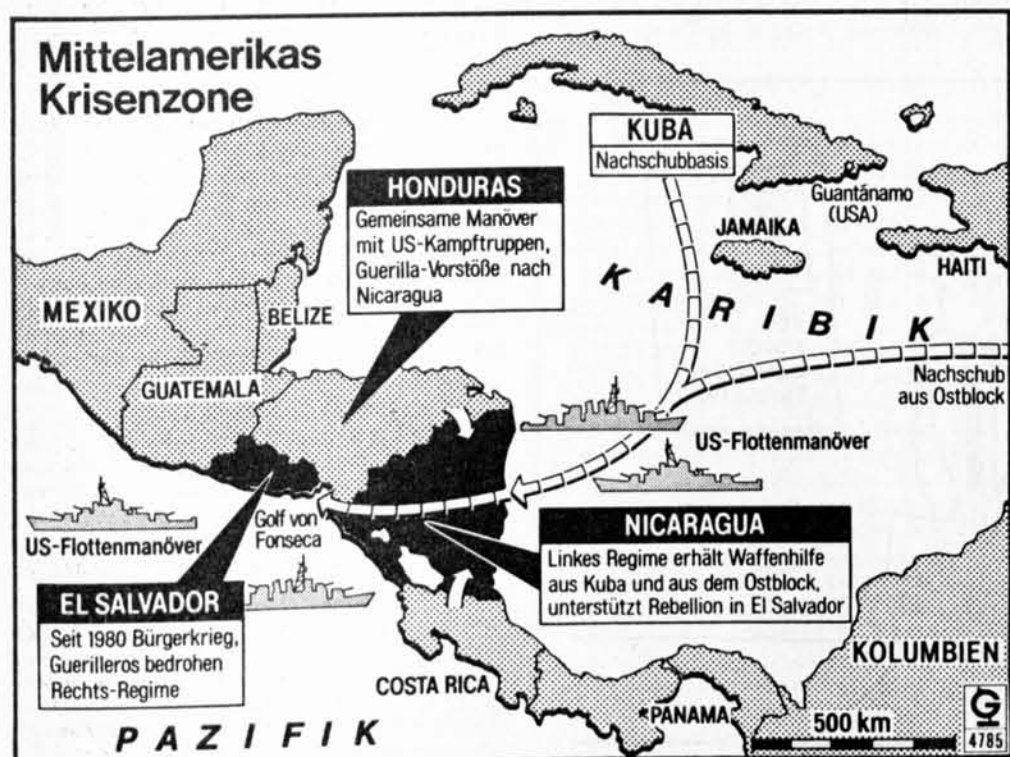 Mittelamerikas
Krisenzone
KUBA
Nachschubbasis
Guantánamo
(USA)
HONDURAS
Gemeinsame Manöver
mit US-Kampftruppen,
Guerilla-Vorstöße nach
Nicaragua
JAMAIKA
HAITI
KARIBIK
MEXIKO
BELIZE
GUATEMALA
Nachschub
aus Ostblock
US-Flottenmanöver
Golf von
Fonseca
US-Flottenmanöver
NICARAGUA
Linkes Regime erhält Waffenhilfe
aus Kuba und aus dem Ostblock,
unterstützt Rebellion in El Salvador
EL SALVADOR
Seit 1980 Bürgerkrieg,
Guerilleros bedrohen
Rechts-Regime
KOLUMBIEN
COSTA RICA
PANAMA
500 km
G
4785
PAZIFIK